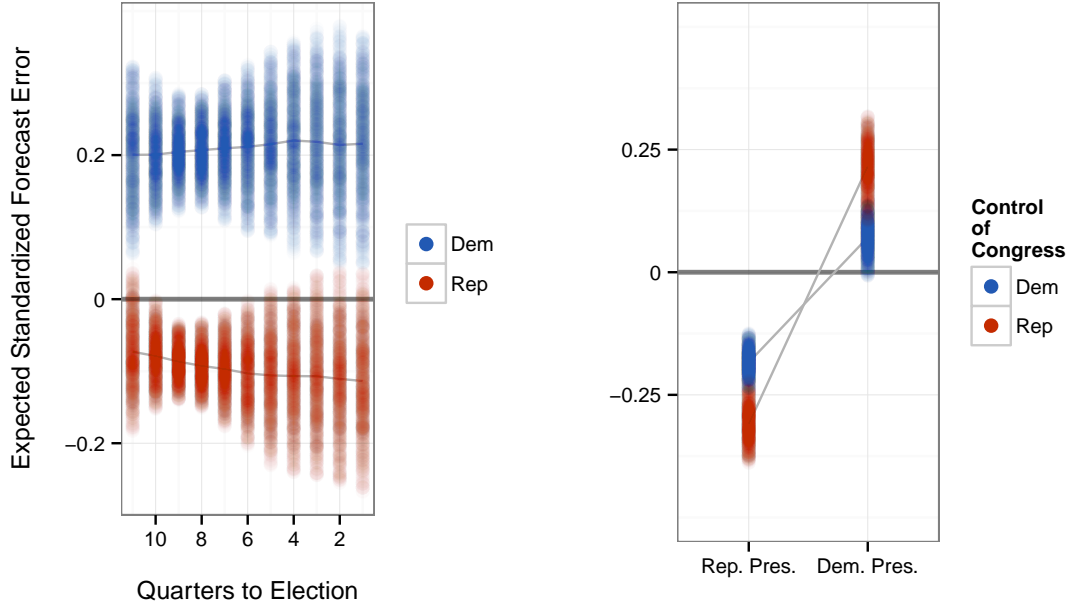 Expected Standardized Forecast Error
0.2
0
−0.2
10 8 6 4 2
Quarters to Election
Dem
Rep
0.25
0
−0.25
Rep. Pres. Dem. Pres.
Control
of
Congress
Dem
Rep